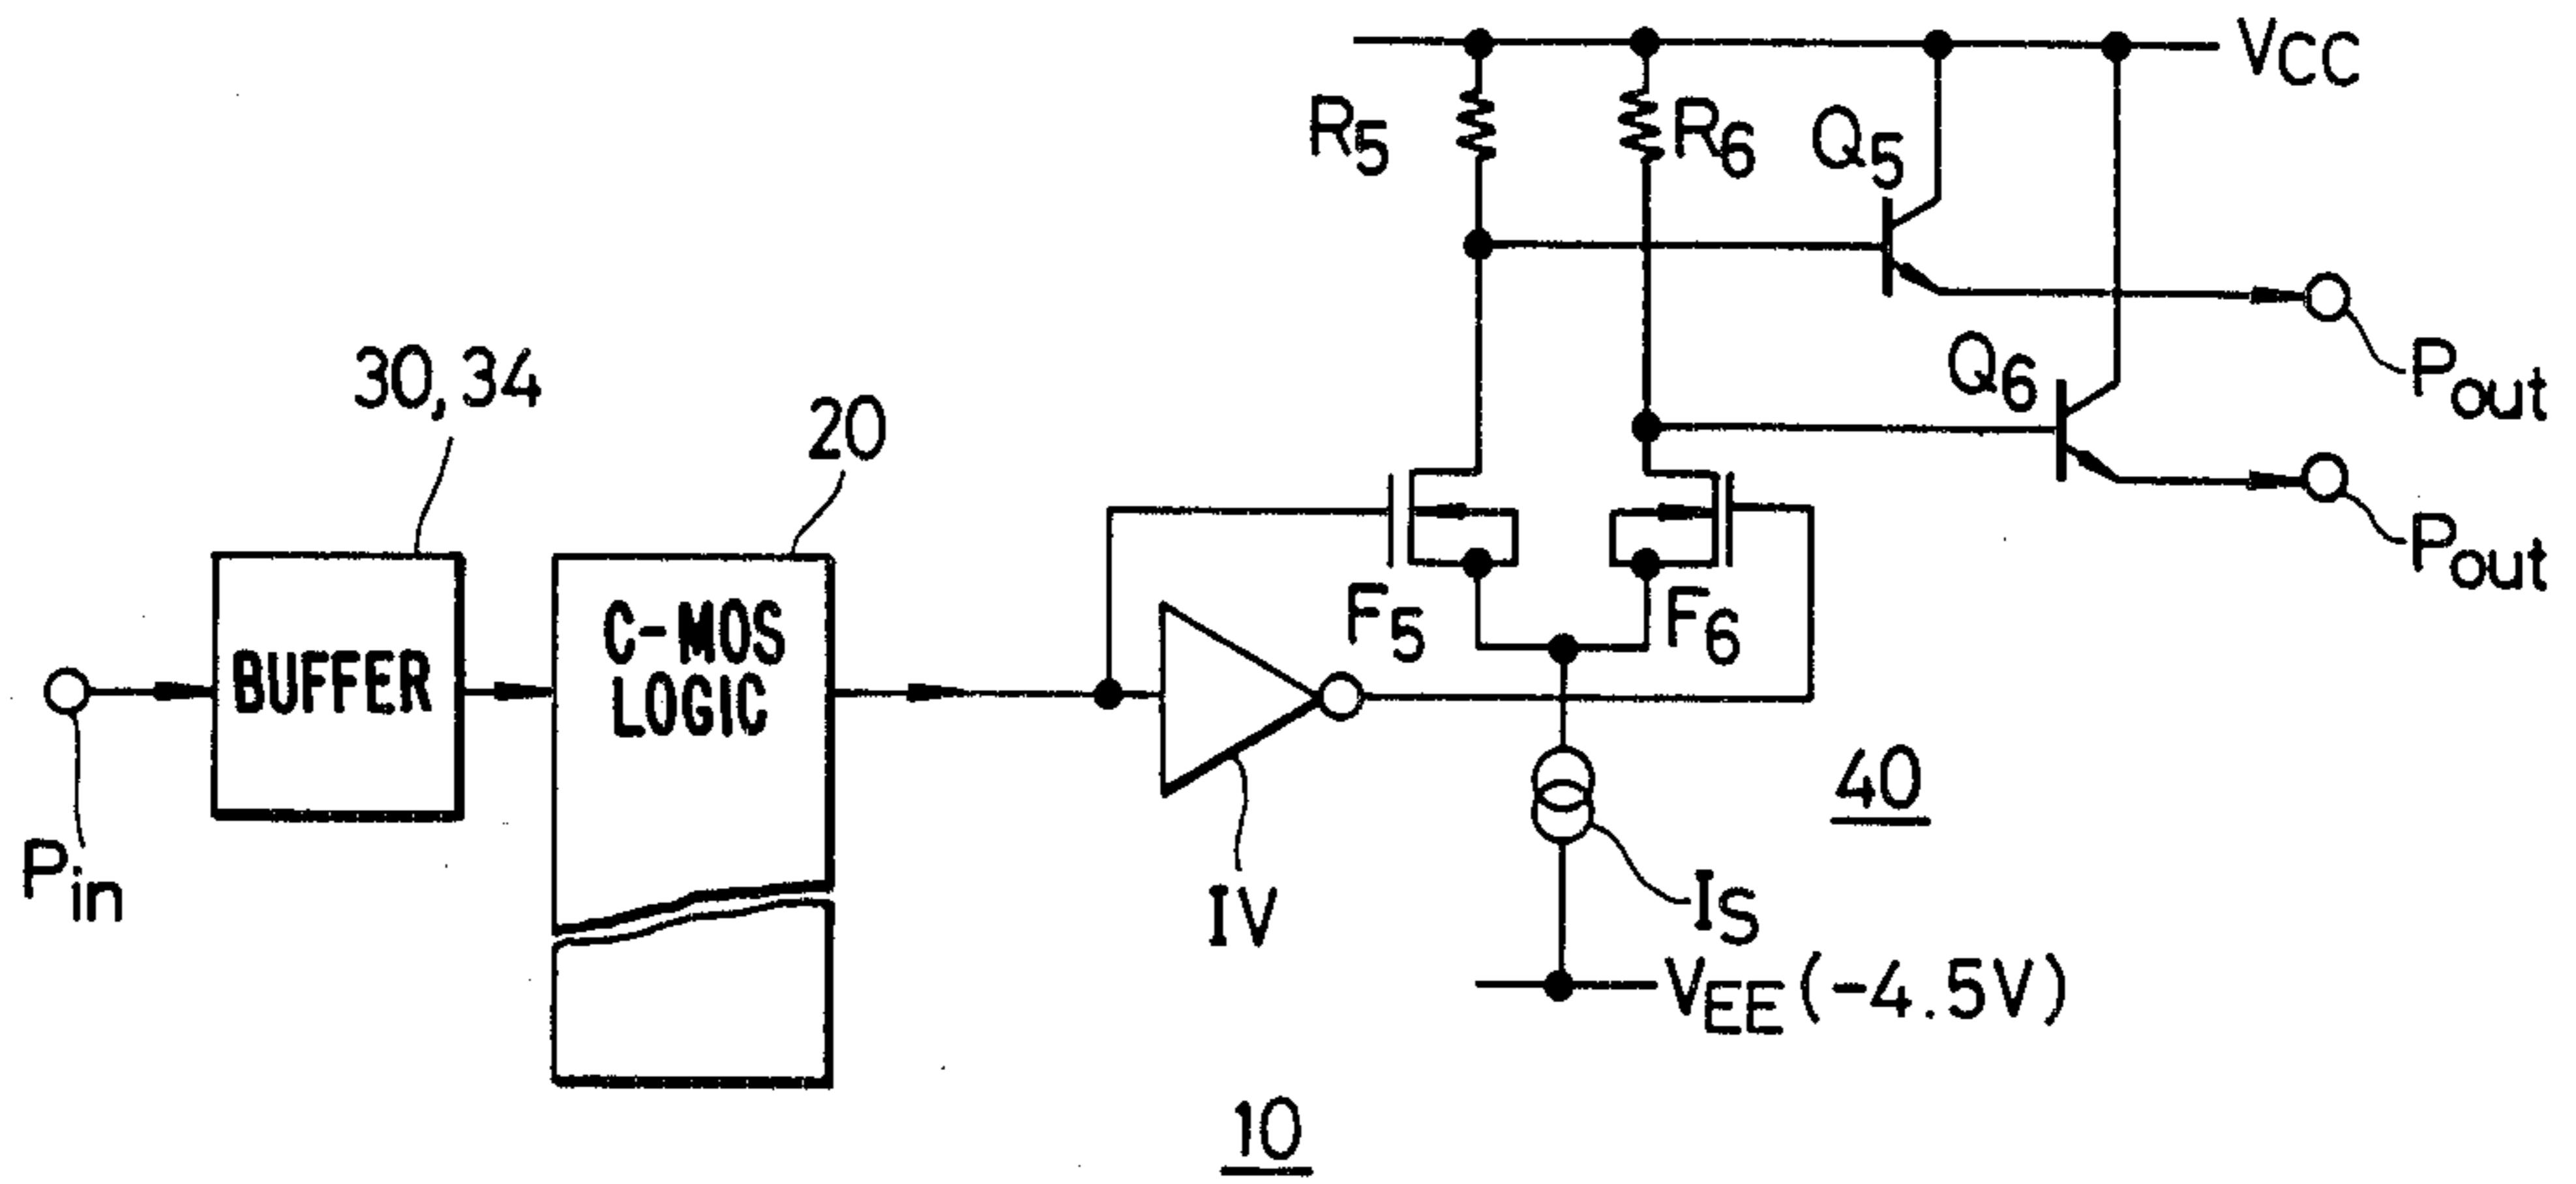 VCC
R5
R6
Q5
Pout
Q6
Pout
30,34
20
BUFFER
C-MOS
LOGIC
F5
F6
Pin
IV
40
IS
VEE(-4.5V)
10